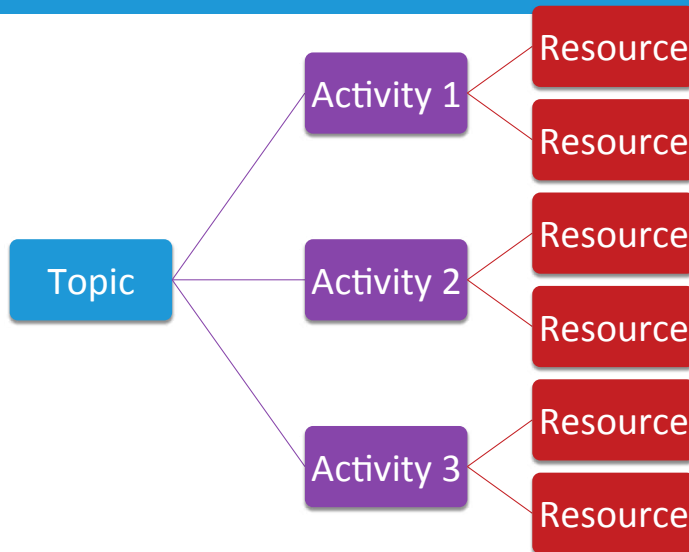 Topic
Activity 1
Resource
Resource
Activity 2
Resource
Resource
Activity 3
Resource
Resource